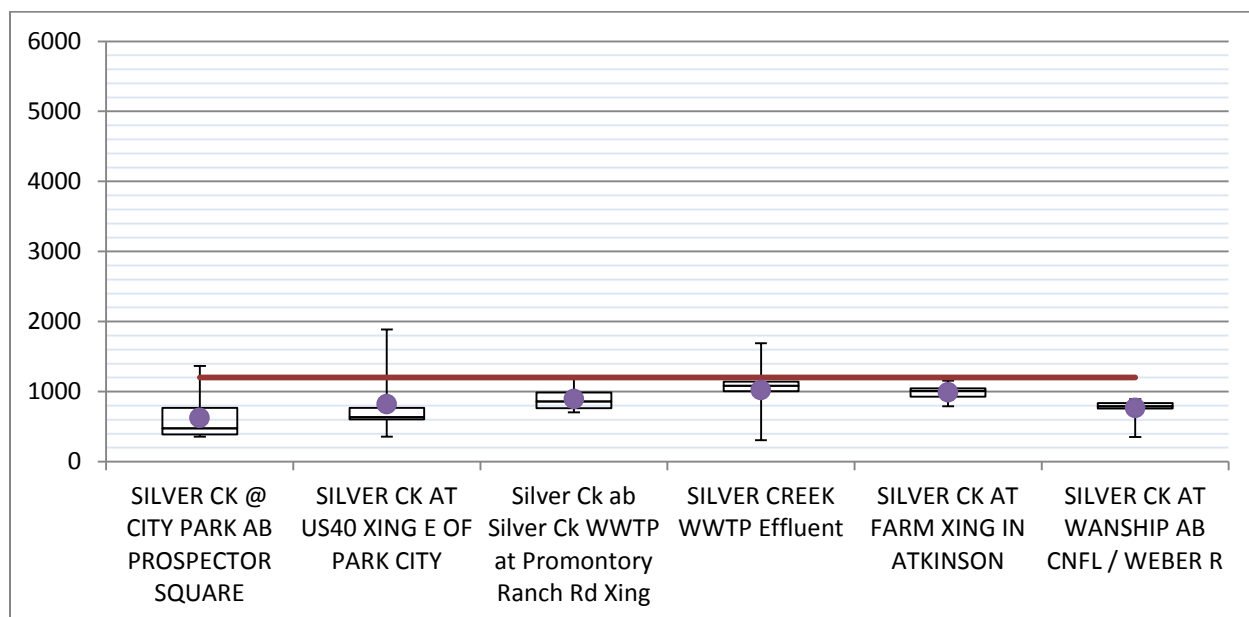 6000
5000
4000
3000
2000
1000
0
SILVER CK @
CITY PARK AB
PROSPECTOR
SQUARE
SILVER CK AT
US40 XING E OF
PARK CITY
Silver Ck ab
Silver Ck WWTP
at Promontory
Ranch Rd Xing
SILVER CREEK
WWTP Effluent
SILVER CK AT
FARM XING IN
ATKINSON
SILVER CK AT
WANSHIP AB
CNFL / WEBER R